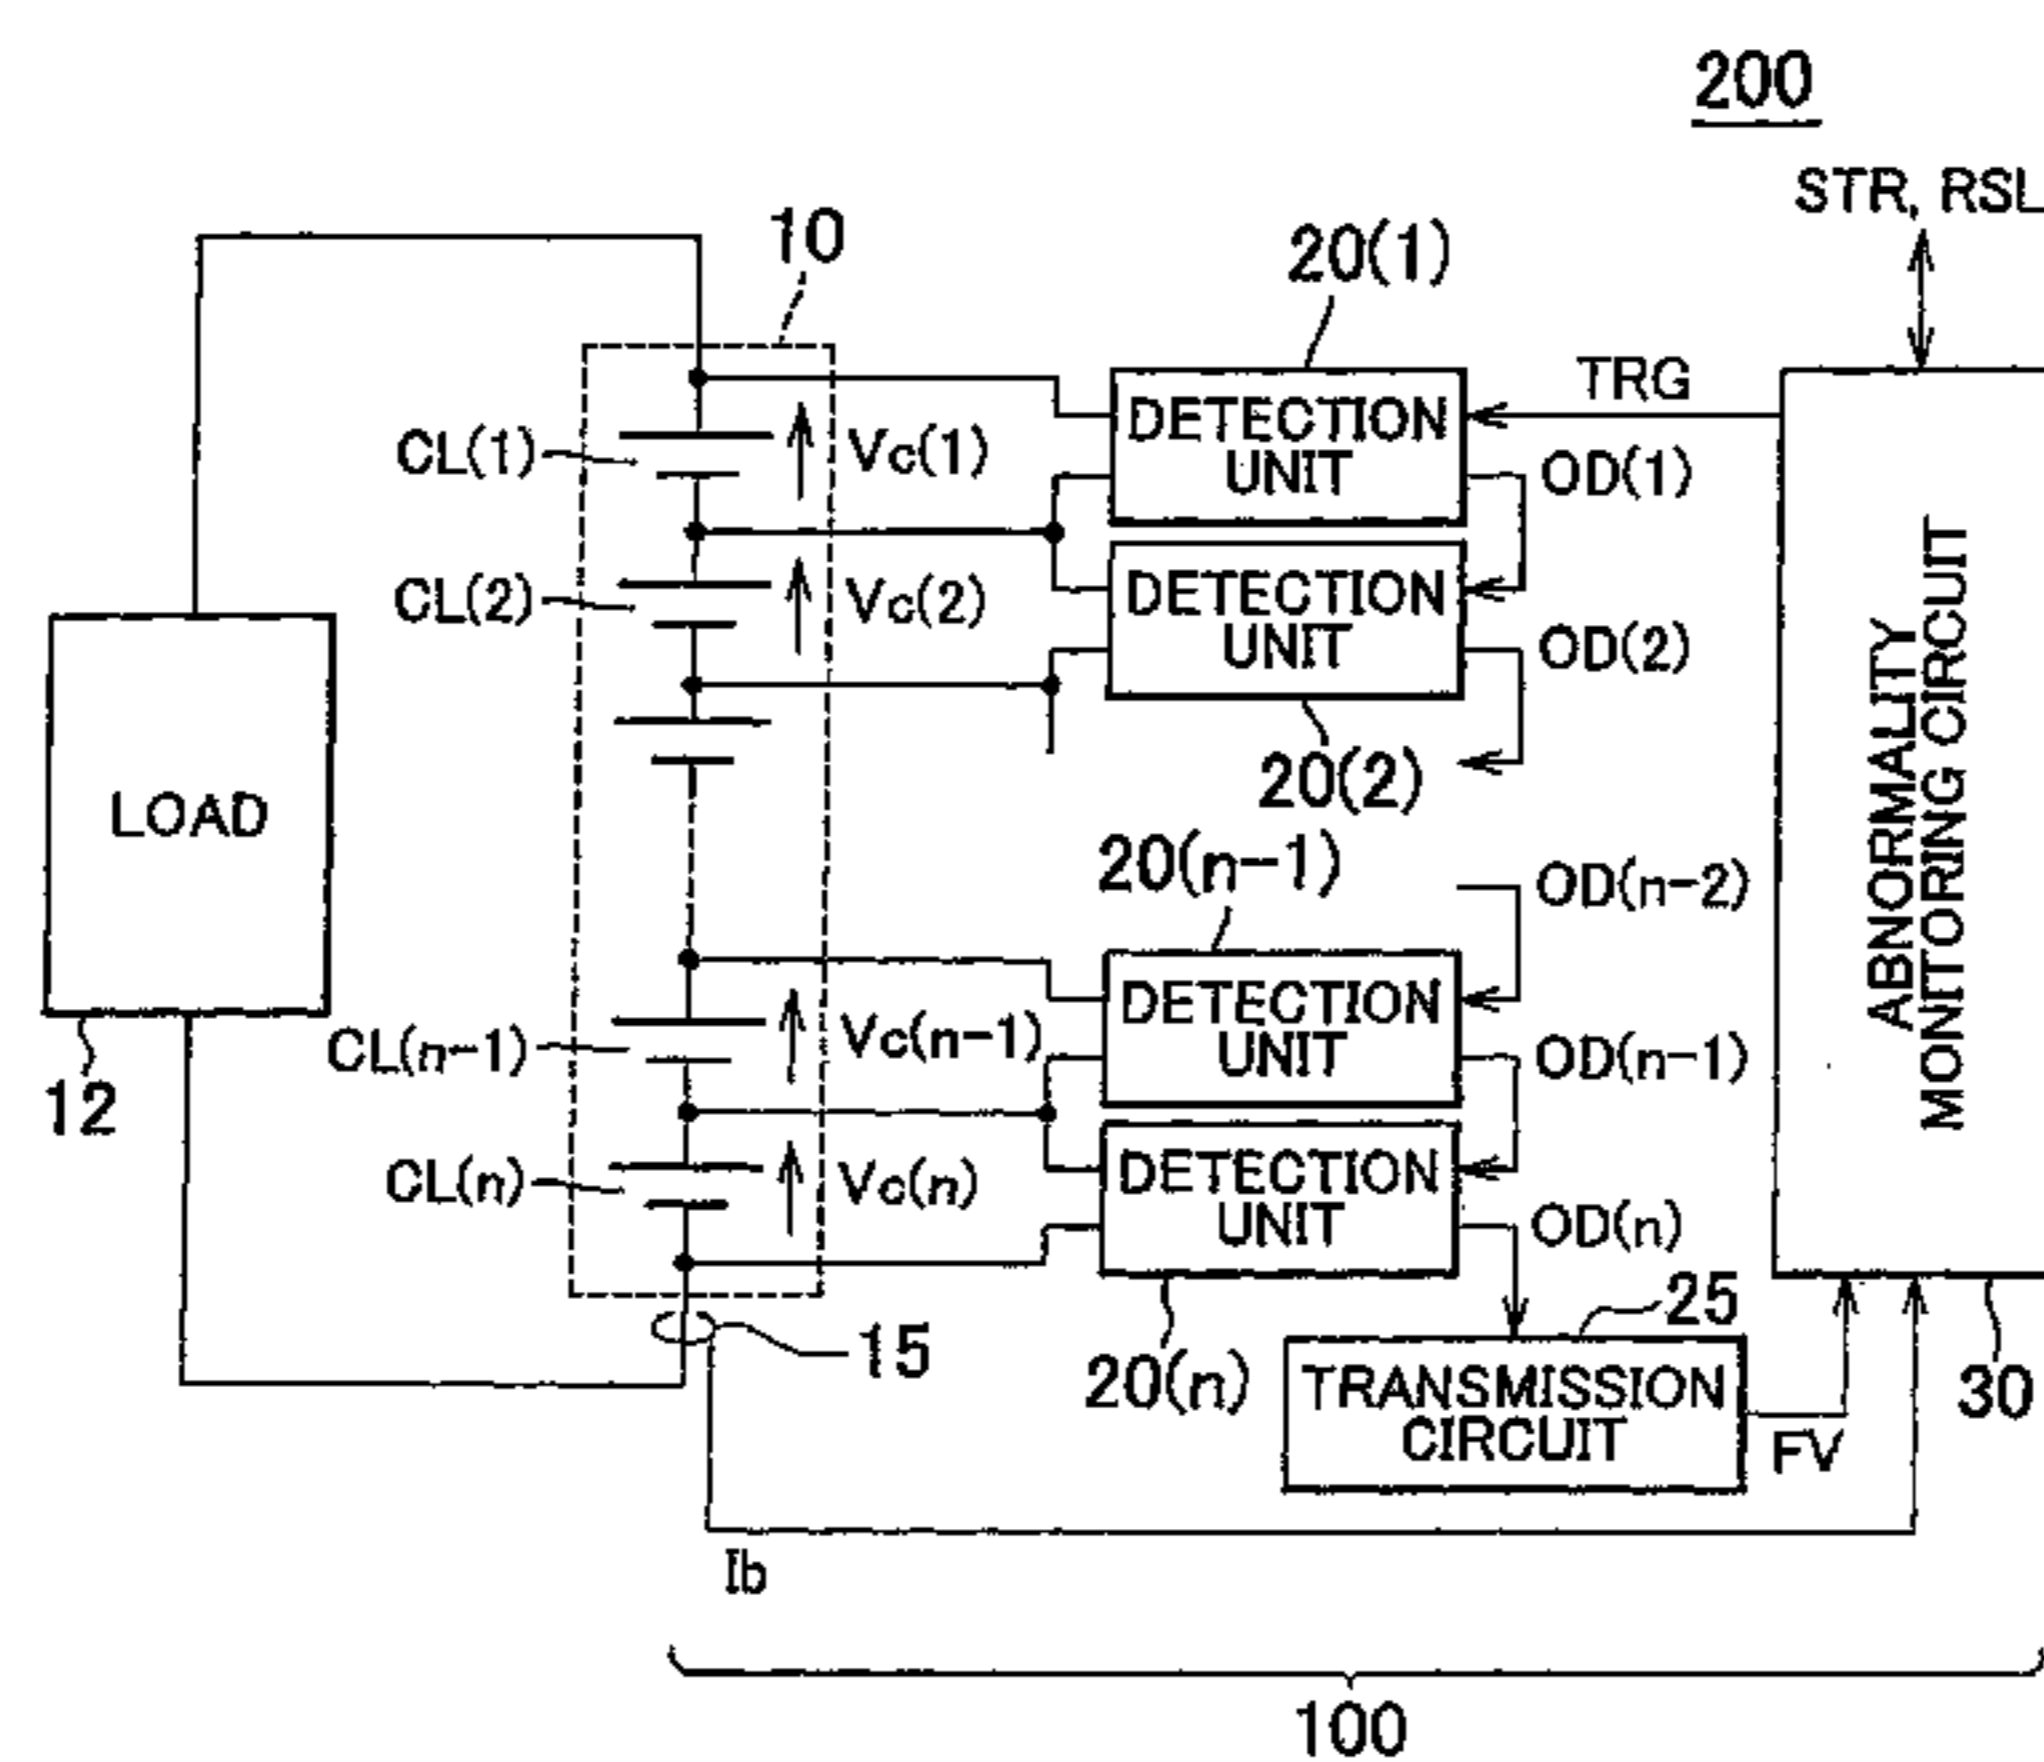 200
STR, RSL
10
20(1)
TRG
DETECTION
UNIT
CL(1)
Vc(1)
OD(1)
CL(2)
Vc(2)
DETECTION
UNIT
OD(2)
20(2)
LOAD
12
ABNORMALITY
MONITORING CIRCUIT
20(n-1)
OD(n-2)
DETECTION
UNIT
CL(n-1)
Vc(n-1)
OD(n-1)
CL(n)
Vc(n)
DETECTION
UNIT
OD(n)
15
20(n)
25
TRANSMISSION
CIRCUIT
FV
30
Ib
100